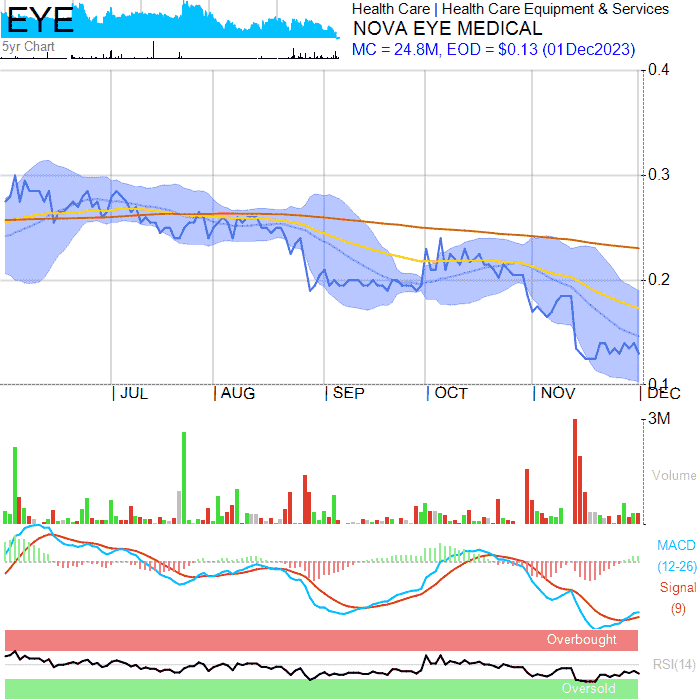 EYE
5yr Chart
Health Care | Health Care Equipment & Services
NOVA EYE MEDICAL
MC = 24.8M, EOD = $0.13 (01Dec2023)
0.4
0.3
0.2
0.1
| JUL | AUG | SEP | OCT | NOV | DEC
3M
Volume
MACD
(12-26)
Signal
(9)
Overbought
RSI(14)
Oversold